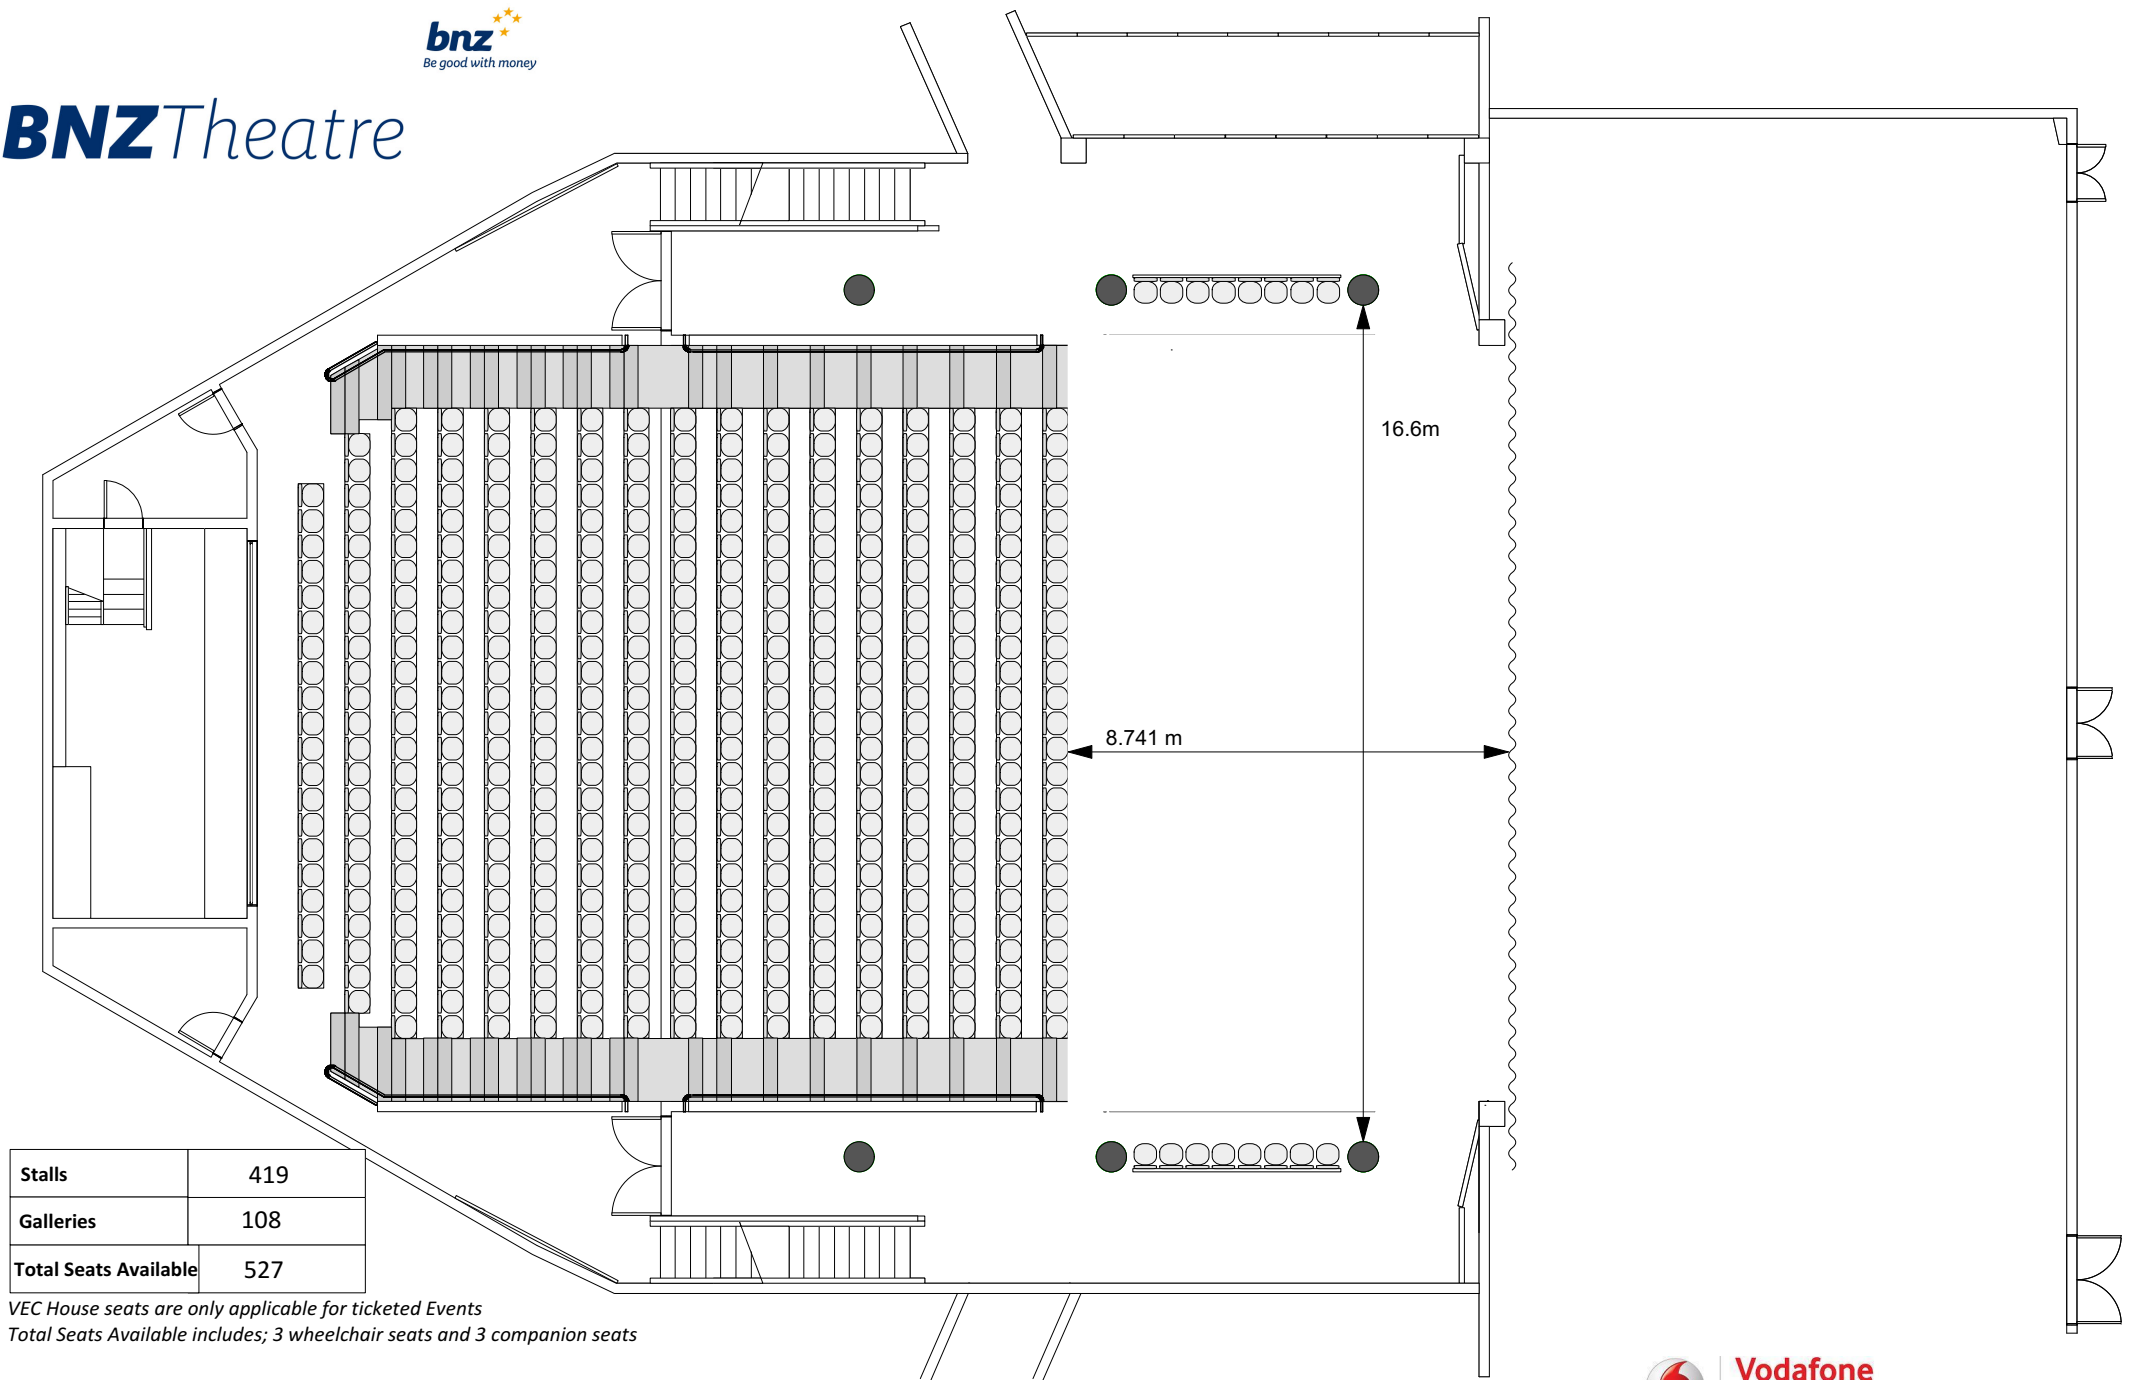 bnz
Be good with money
BNZTheatre
16.6m
8.741 m
Stalls 419
Galleries 108
Total Seats Available 527
VEC House seats are only applicable for ticketed Events
Total Seats Available includes; 3 wheelchair seats and 3 companion seats
Vodafone